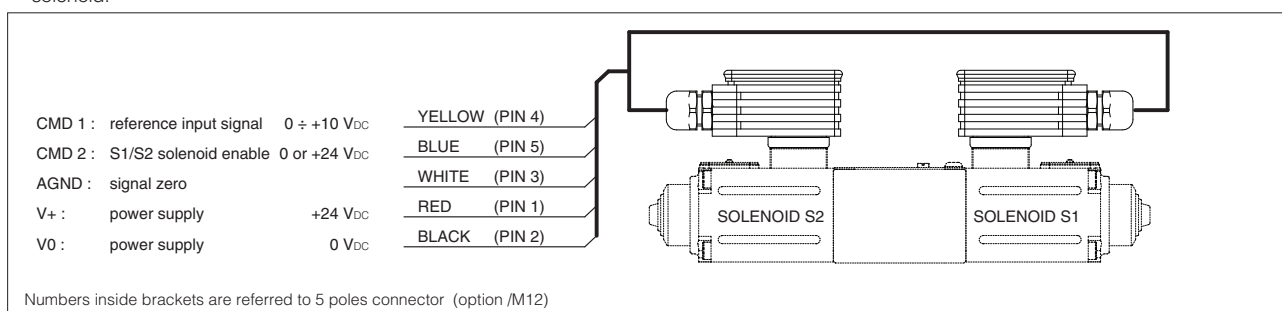 solenoid.
CMD 1 : reference input signal 0 ÷ +10 VDC YELLOW (PIN 4)
CMD 2 : S1/S2 solenoid enable 0 or +24 VDC BLUE (PIN 5)
AGND : signal zero WHITE (PIN 3)
V+ : power supply +24 VDC RED (PIN 1)
V0 : power supply 0 VDC BLACK (PIN 2)
SOLENOID S2 SOLENOID S1
Numbers inside brackets are referred to 5 poles connector (option /M12)